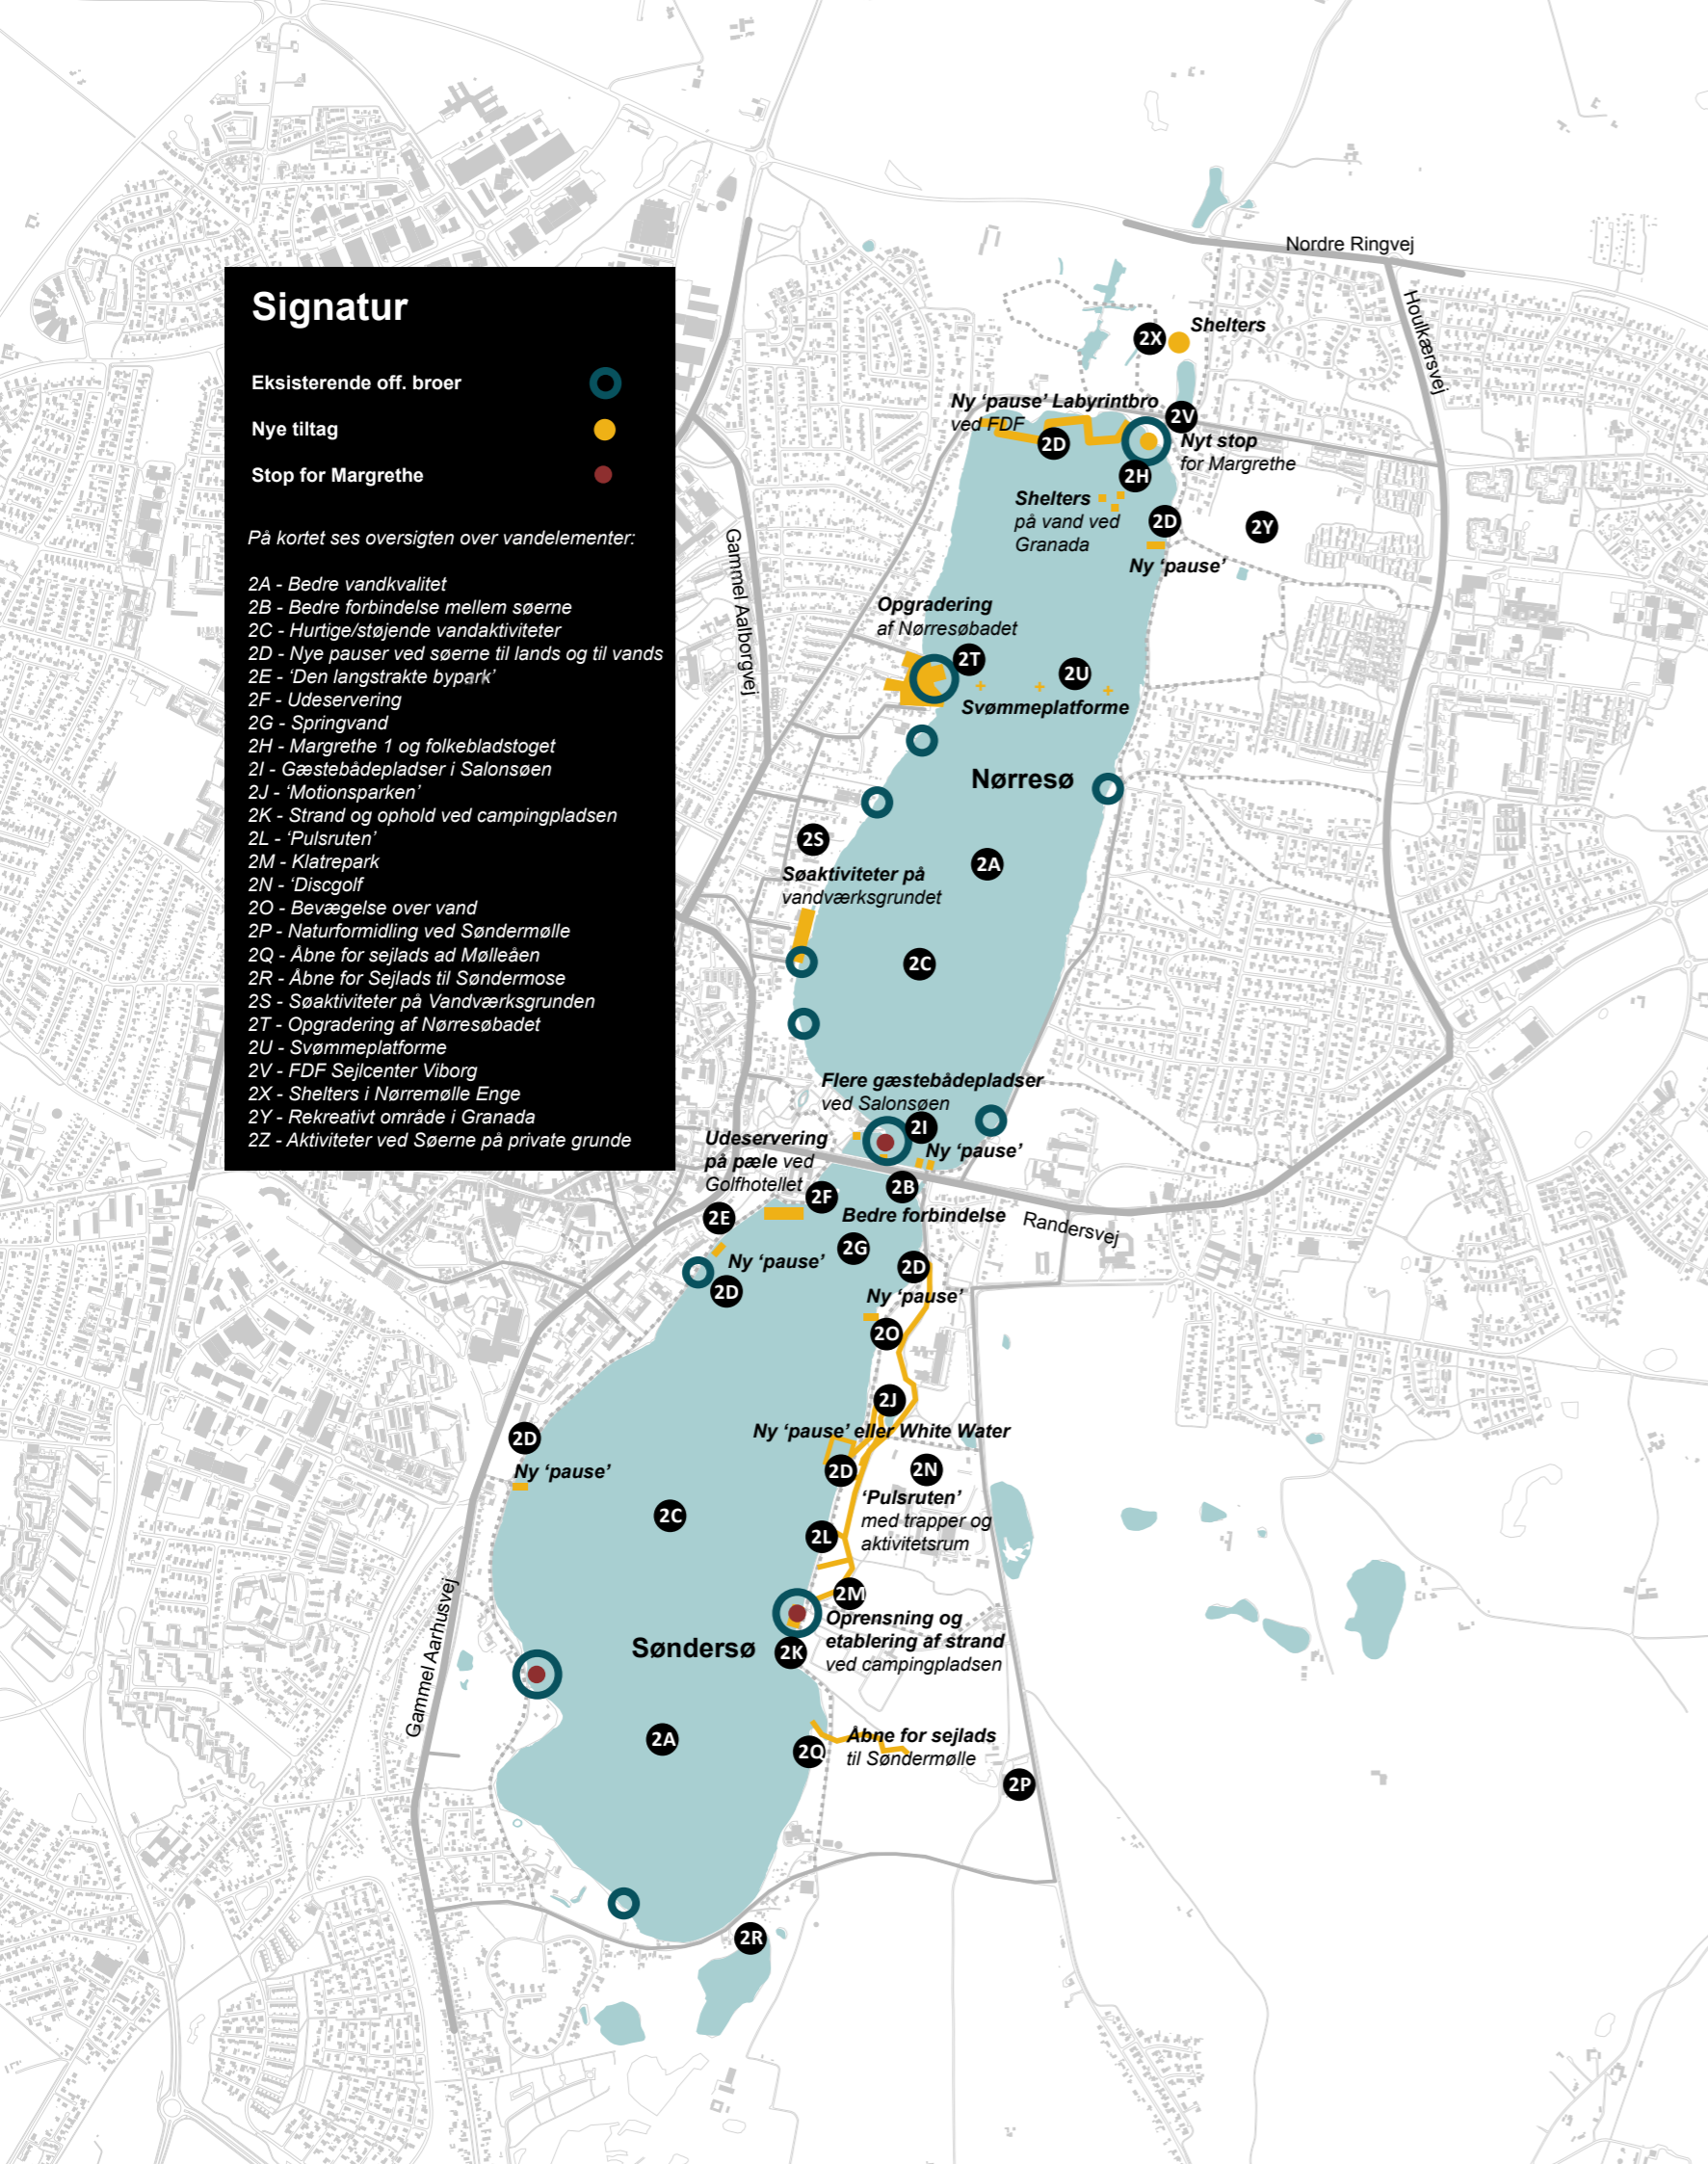 Signatur
Eksisterende off. broer
Nye tiltag
Stop for Margrethe
På kortet ses oversigten over vandelementer:
2A - Bedre vandkvalitet
2B - Bedre forbindelse mellem søerne
2C - Hurtige/støjende vandaktiviteter
2D - Nye pauser ved søerne til lands og til vands
2E - ‘Den langstrakte bypark’
2F - Udeservering
2G - Springvand
2H - Margrethe 1 og folkebladstoget
2I - Gæstebådepladser i Salonsøen
2J - ‘Motionsparken’
2K - Strand og ophold ved campingpladsen
2L - ‘Pulsruten’
2M - Klatrepark
2N - ‘Discgolf
2O - Bevægelse over vand
2P - Naturformidling ved Søndermølle
2Q - Åbne for sejlads ad Mølleåen
2R - Åbne for Sejlads til Søndermose
2S - Søaktiviteter på Vandværksgrunden
2T - Opgradering af Nørresøbadet
2U - Svømmeplatforme
2V - FDF Sejlcenter Viborg
2X - Shelters i Nørremølle Enge
2Y - Rekreativt område i Granada
2Z - Aktiviteter ved Søerne på private grunde
Nordre Ringvej
Houlkærsvej
2X
Shelters
Ny ‘pause’ Labyrintbro
ved FDF
2V
2D
Nyt stop
for Margrethe
2H
Shelters
på vand ved
Granada
2D
2Y
Ny ‘pause’
Gammel Aalborgvej
Opgradering
af Nørresøbadet
2T
2U
Svømmeplatforme
Nørresø
2S
2A
Søaktiviteter på
vandværksgrundet
2C
Flere gæstebådepladser
ved Salonsøen
2I
Ny ‘pause’
Udeservering
på pæle ved
Golfhotellet
2F
2B
Bedre forbindelse
Randersvej
2E
2G
Ny ‘pause’
2D
2D
Ny ‘pause’
2O
2J
Ny ‘pause’ eller White Water
2D
Ny ‘pause’
2D
2N
‘Pulsruten’
med trapper og
aktivitetsrum
2C
2L
2M
Gammel Aarhusvej
Oprensning og
etablering af strand
ved campingpladsen
Søndersø
2K
2A
2Q
Åbne for sejlads
til Søndermølle
2P
2R